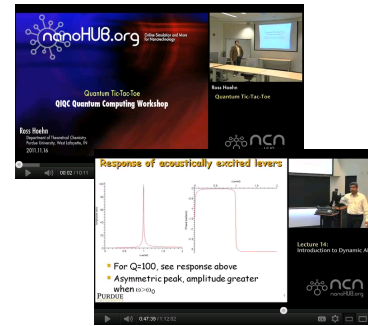 nanoHUB.org
Online Simulation and More
for Nanotechnology
Quantum Tic-Tac-Toe
QIQC Quantum Computing Workshop
Ross Hoehn
Department of Theoretical Chemistry
Purdue University, West Lafayette, IN
2011.11.16
00:02 / 10:11
Ross Hoehn
Quantum Tic-Tac-Toe
ncn
Response of acoustically excited levers
For Q=100, see response above
Asymmetric peak, amplitude greater
when ω>ω₀
PURDUE
0:47:39 / 1:12:02
Lecture 14:
Introduction to Dynamic A
ncn